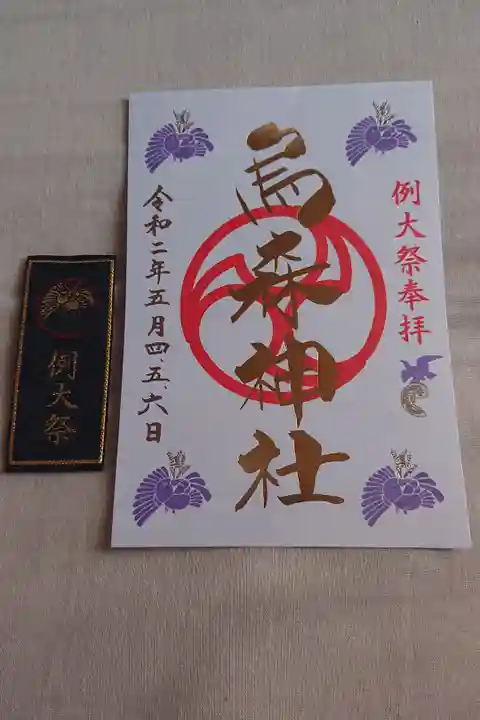 例大祭奉拝
烏森神社
令和二年五月四、五、六日
例大祭